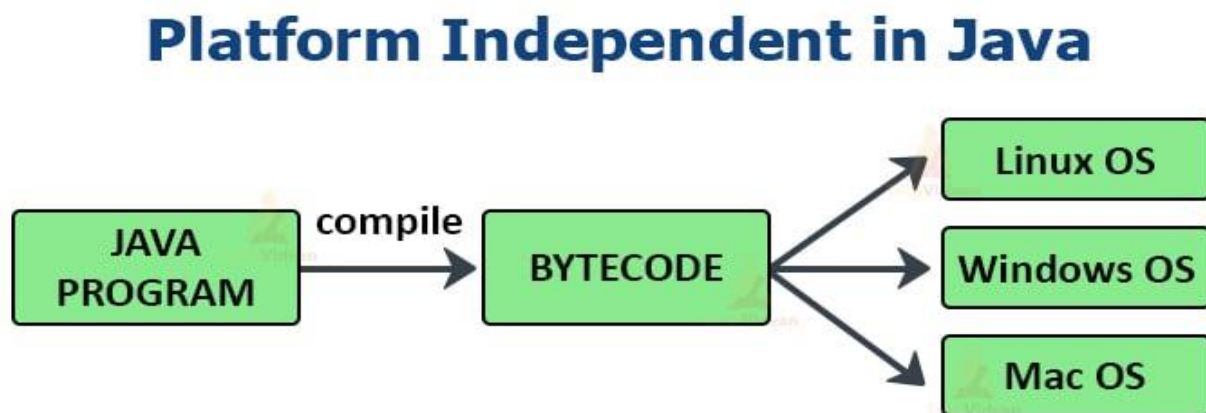 Platform Independent in Java
JAVA
PROGRAM
compile
BYTECODE
Linux OS
Windows OS
Mac OS